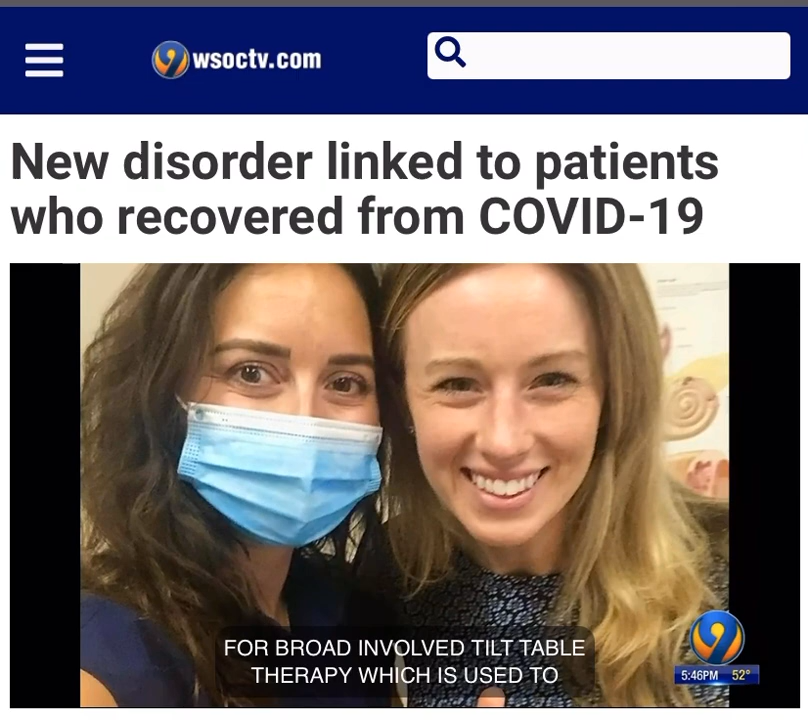 wsoctv.com
New disorder linked to patients
who recovered from COVID-19
FOR BROAD INVOLVED TILT TABLE
THERAPY WHICH IS USED TO
9
5:46PM 52°